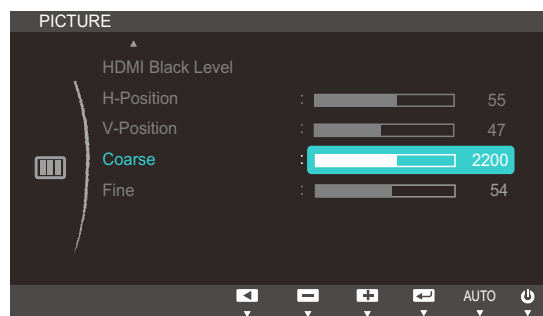 PICTURE
HDMI Black Level
H-Position : 55
V-Position : 47
Coarse : 2200
Fine : 54
AUTO